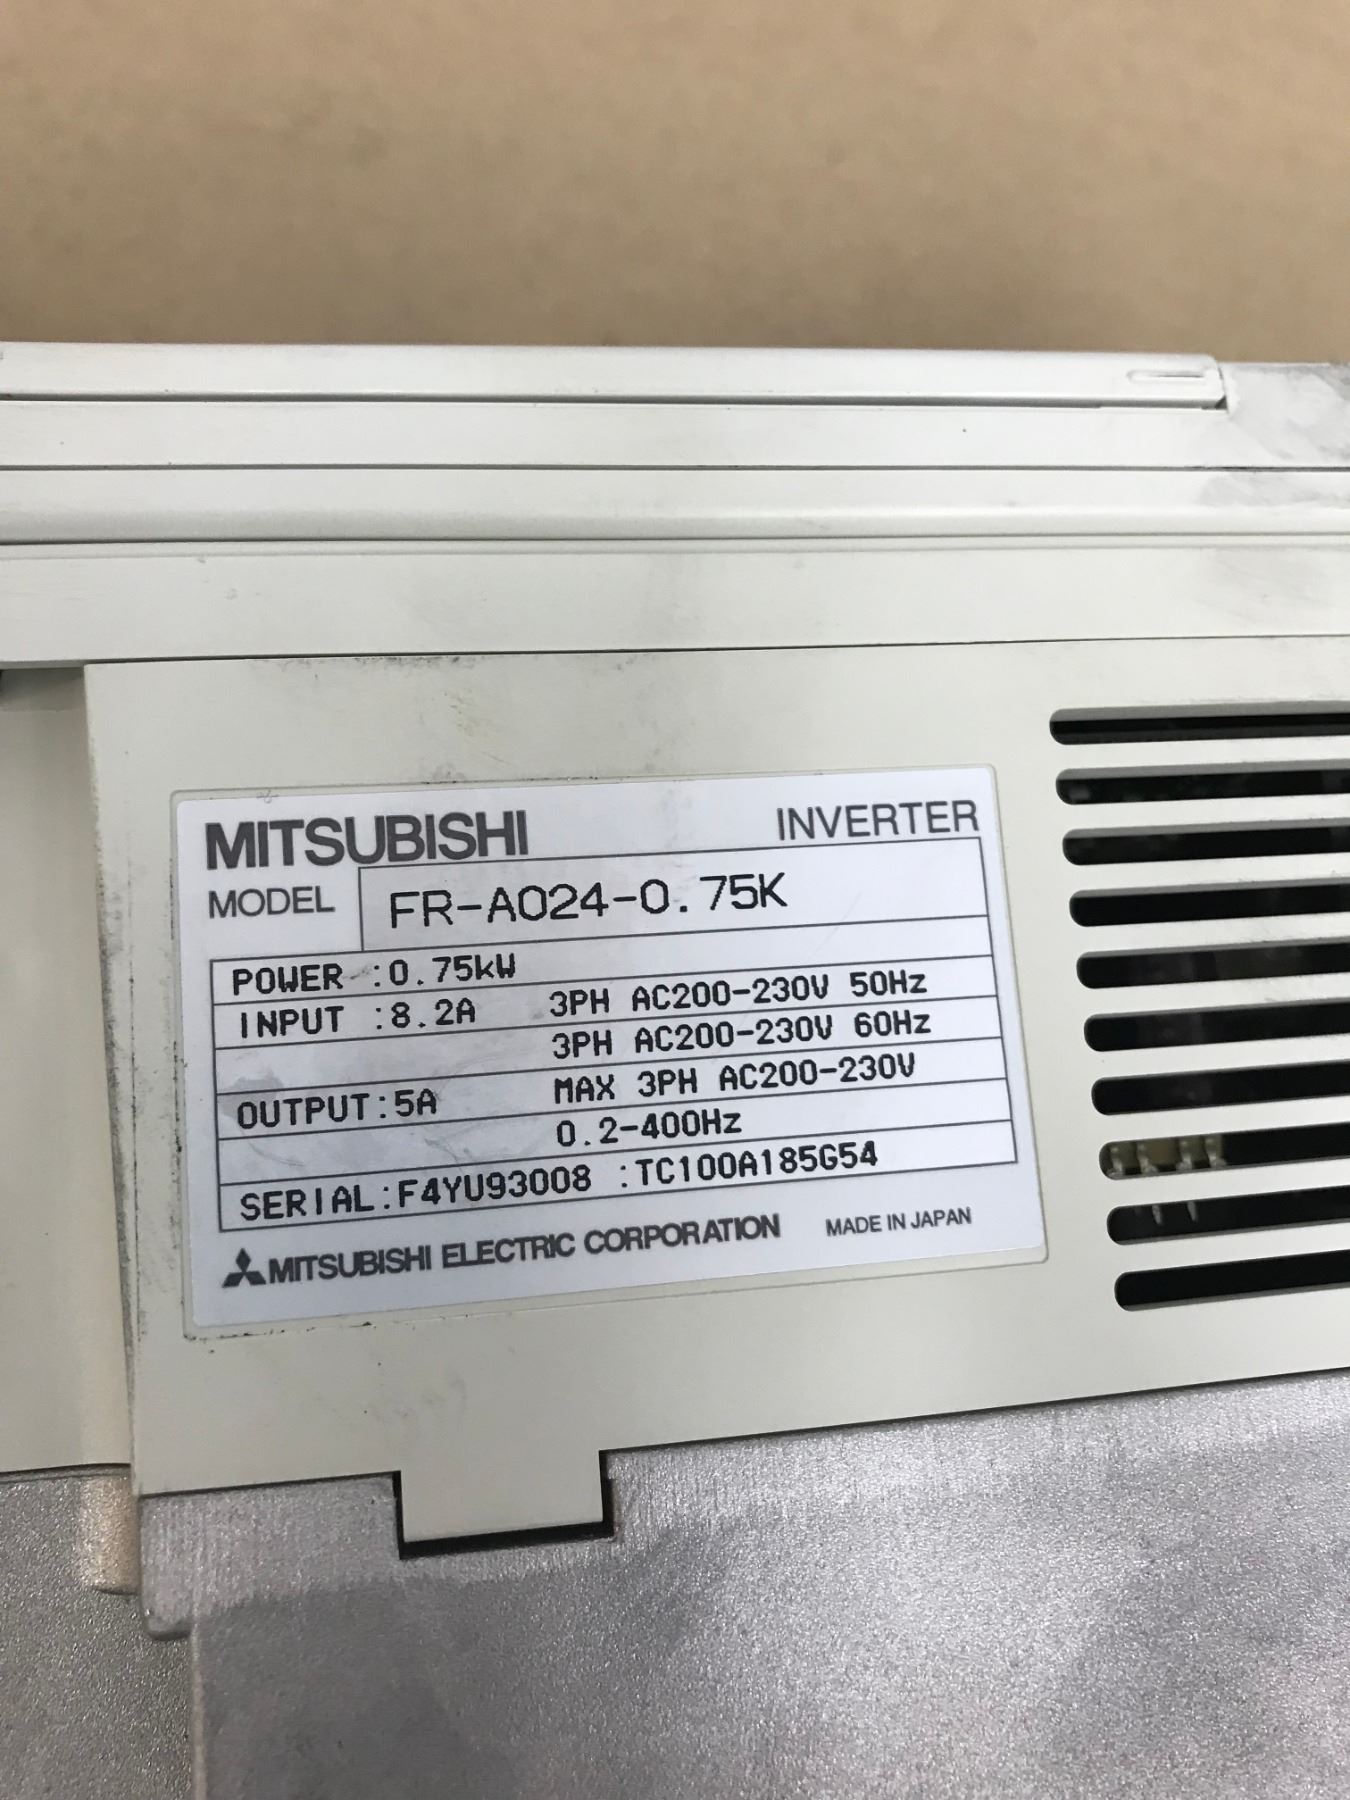 MITSUBISHI INVERTER
MODEL FR-A024-0.75K
POWER :0.75kW
INPUT :8.2A 3PH AC200-230V 50Hz
3PH AC200-230V 60Hz
OUTPUT:5A MAX 3PH AC200-230V
0.2-400Hz
SERIAL:F4YU93008 :TC100A185G54
MITSUBISHI ELECTRIC CORPORATION MADE IN JAPAN